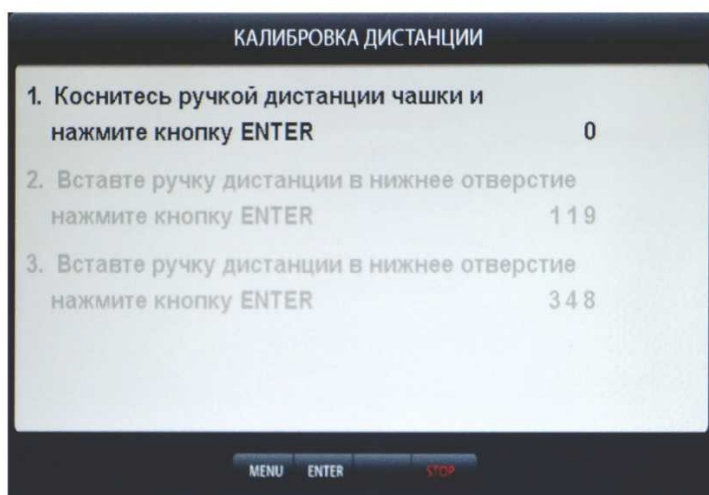 КАЛИБРОВКА ДИСТАНЦИИ
1. Коснитесь ручкой дистанции чашки и
нажмите кнопку ENTER 0
2. Вставте ручку дистанции в нижнее отверстие
нажмите кнопку ENTER 119
3. Вставте ручку дистанции в нижнее отверстие
нажмите кнопку ENTER 348
MENU ENTER STOP